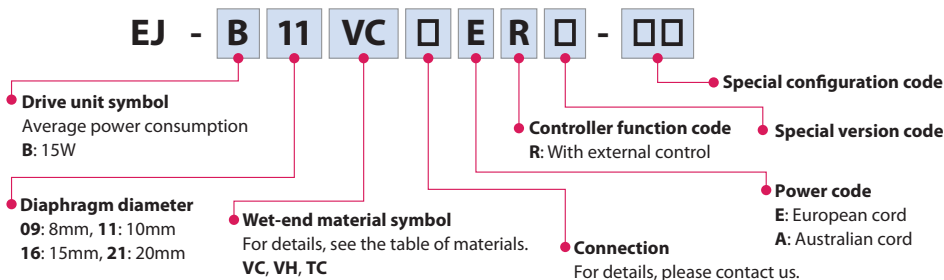 EJ - B 11 VC □ E R □ - □□
Special configuration code
Drive unit symbol
Average power consumption
B: 15W
Controller function code
R: With external control
Special version code
Diaphragm diameter
09: 8mm, 11: 10mm
16: 15mm, 21: 20mm
Wet-end material symbol
For details, see the table of materials.
VC, VH, TC
Connection
For details, please contact us.
Power code
E: European cord
A: Australian cord